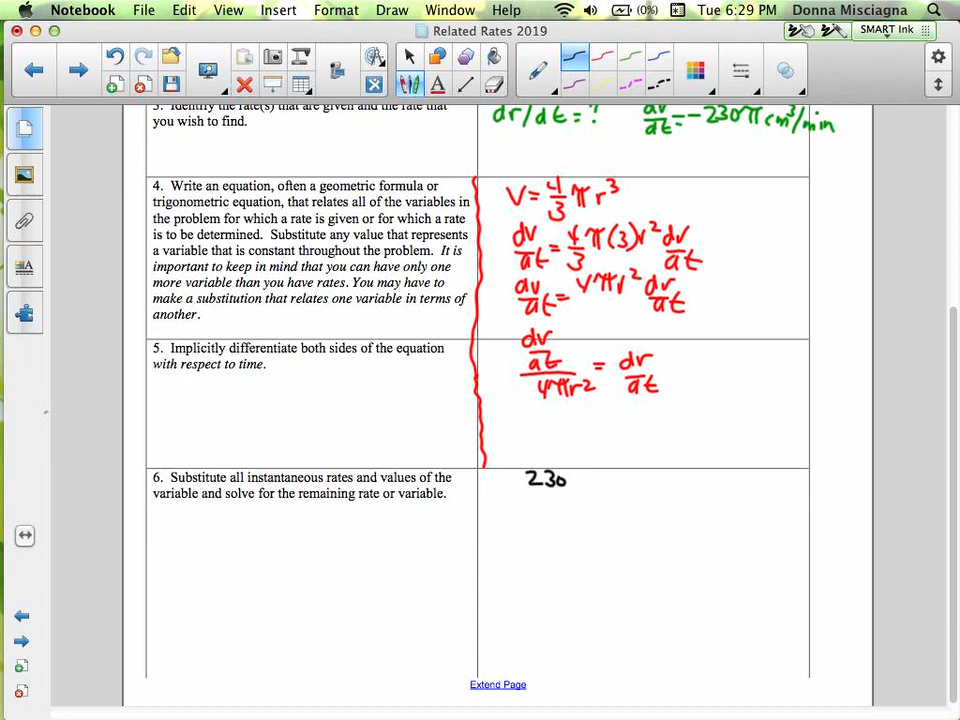 Notebook File Edit View Insert Format Draw Window Help (0%) Tue 6:29 PM Donna Misciagna
Related Rates 2019
SMART Ink
3. Identify the rate(s) that are given and the rate that
you wish to find.
dr/dt = ? dv/dt = -230π cm³/min
4. Write an equation, often a geometric formula or
trigonometric equation, that relates all of the variables in
the problem for which a rate is given or for which a rate
is to be determined. Substitute any value that represents
a variable that is constant throughout the problem. It is
important to keep in mind that you can have only one
more variable than you have rates. You may have to
make a substitution that relates one variable in terms of
another.
V = 4/3 π r³
dv/dt = 4/3 π (3) r² dr/dt
dv/dt = 4πr² dr/dt
5. Implicitly differentiate both sides of the equation
with respect to time.
dv/dt / 4πr² = dr/dt
6. Substitute all instantaneous rates and values of the
variable and solve for the remaining rate or variable.
230
Extend Page